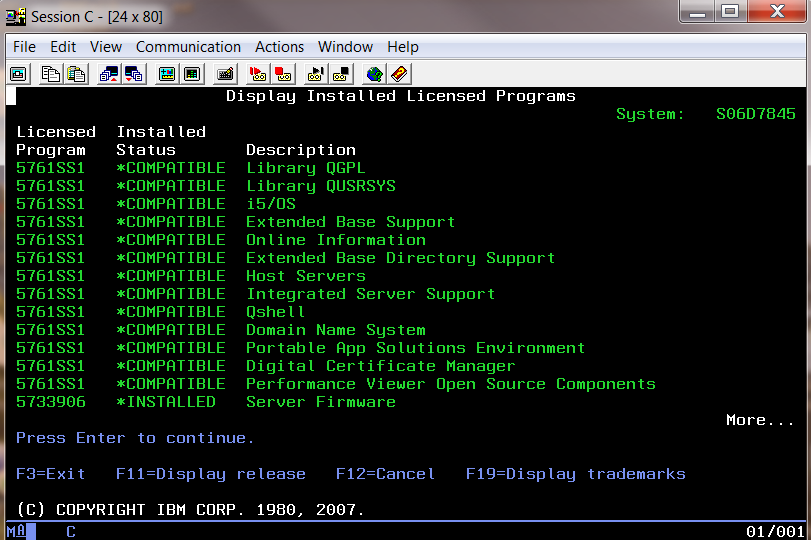 Session C - [24 x 80]
File Edit View Communication Actions Window Help
Display Installed Licensed Programs
System: S06D7845
Licensed Installed
Program Status Description
5761SS1 *COMPATIBLE Library QGPL
5761SS1 *COMPATIBLE Library QUSRSYS
5761SS1 *COMPATIBLE i5/OS
5761SS1 *COMPATIBLE Extended Base Support
5761SS1 *COMPATIBLE Online Information
5761SS1 *COMPATIBLE Extended Base Directory Support
5761SS1 *COMPATIBLE Host Servers
5761SS1 *COMPATIBLE Integrated Server Support
5761SS1 *COMPATIBLE Qshell
5761SS1 *COMPATIBLE Domain Name System
5761SS1 *COMPATIBLE Portable App Solutions Environment
5761SS1 *COMPATIBLE Digital Certificate Manager
5761SS1 *COMPATIBLE Performance Viewer Open Source Components
5733906 *INSTALLED Server Firmware
More...
Press Enter to continue.
F3=Exit F11=Display release F12=Cancel F19=Display trademarks
(C) COPYRIGHT IBM CORP. 1980, 2007.
MA C 01/001